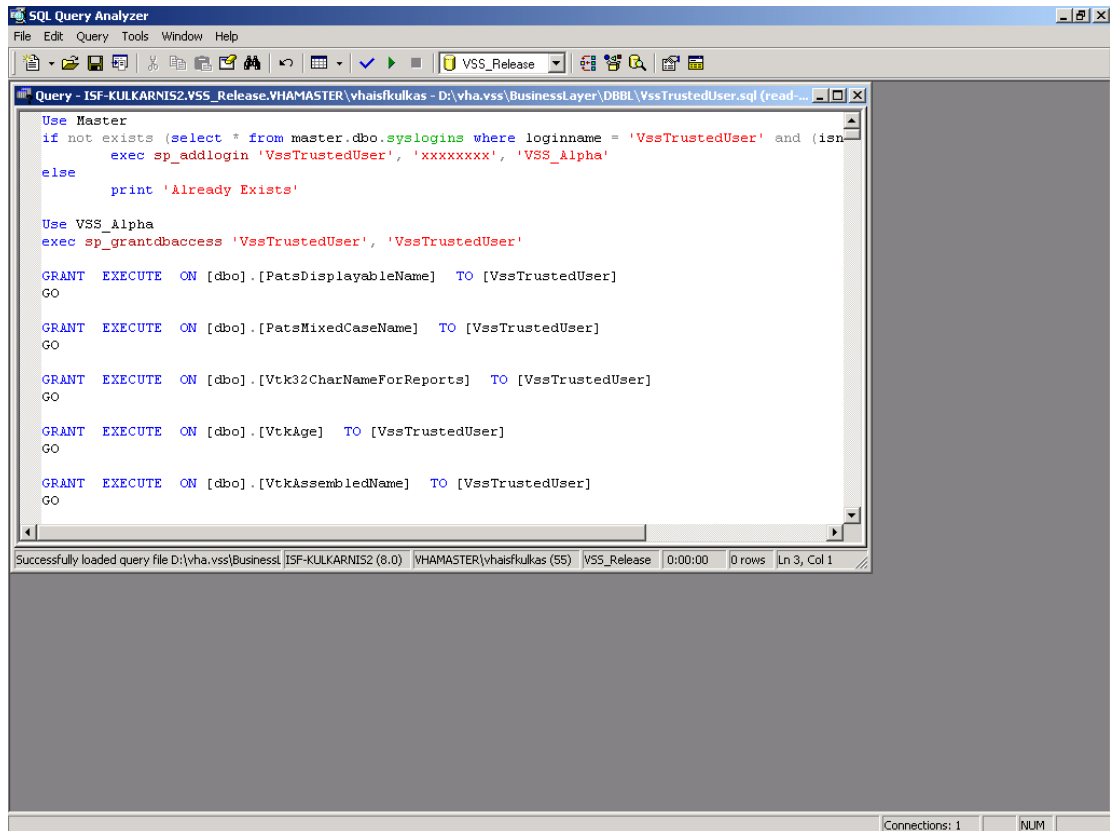 SQL Query Analyzer
File Edit Query Tools Window Help
VSS_Release
Query - ISF-KULKARNIS2.VSS_Release.VHAMASTER\vhaisfkulkas - D:\vha.vss\BusinessLayer\DBBL\VssTrustedUser.sql (read-...
Use Master
if not exists (select * from master.dbo.syslogins where loginname = 'VssTrustedUser' and (isn
exec sp_addlogin 'VssTrustedUser', 'xxxxxxxx', 'VSS_Alpha'
else
print 'Already Exists'
Use VSS_Alpha
exec sp_grantdbaccess 'VssTrustedUser', 'VssTrustedUser'
GRANT EXECUTE ON [dbo].[PatsDisplayableName] TO [VssTrustedUser]
GO
GRANT EXECUTE ON [dbo].[PatsMixedCaseName] TO [VssTrustedUser]
GO
GRANT EXECUTE ON [dbo].[Vtk32CharNameForReports] TO [VssTrustedUser]
GO
GRANT EXECUTE ON [dbo].[VtkAge] TO [VssTrustedUser]
GO
GRANT EXECUTE ON [dbo].[VtkAssembledName] TO [VssTrustedUser]
GO
Successfully loaded query file D:\vha.vss\BusinessL ISF-KULKARNIS2 (8.0) VHAMASTER\vhaisfkulkas (55) VSS_Release 0:00:00 0 rows Ln 3, Col 1
Connections: 1 NUM